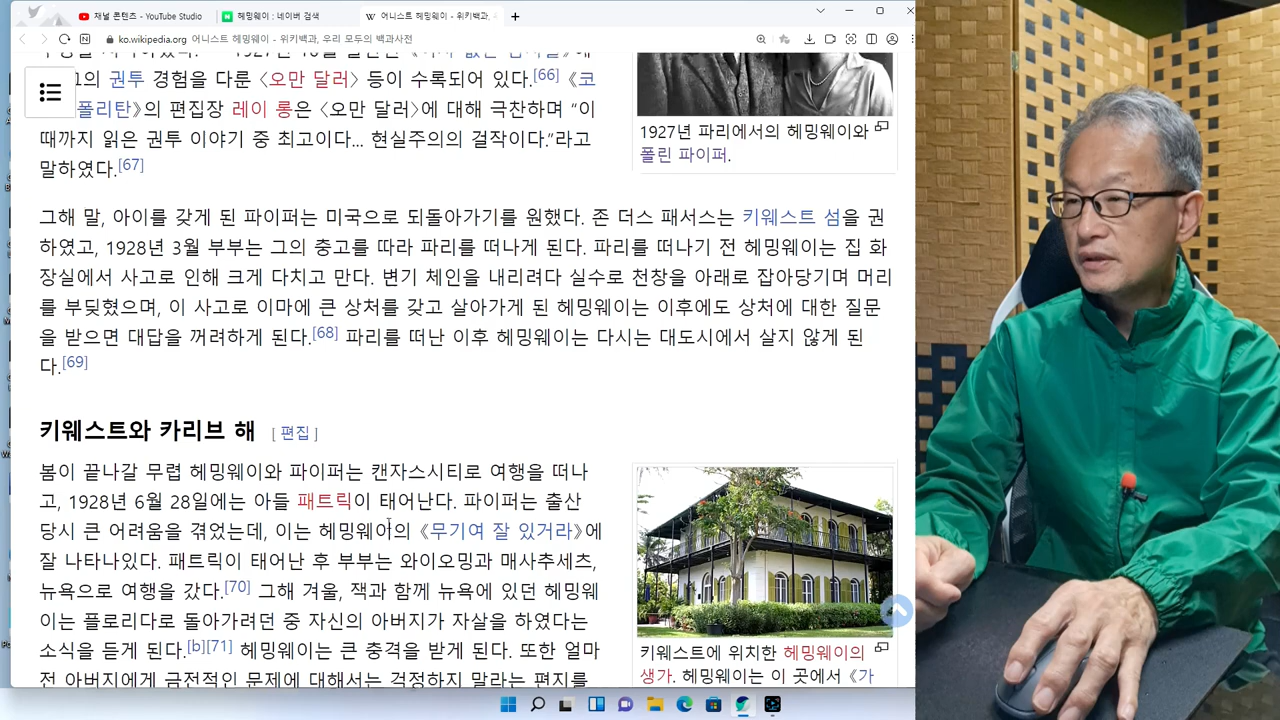 재널 콘텐츠 - YouTube Studio
헤밍웨이 : 네이버 검색
어니스트 헤밍웨이 - 위키백과,
ko.wikipedia.org 어니스트 헤밍웨이 - 위키백과, 우리 모두의 백과사전
권투 경험을 다룬 〈오만 달러〉 등이 수록되어 있다.[66] 《코
폴리탄》의 편집장 레이 롱은 〈오만 달러〉에 대해 극찬하며 “이
때까지 읽은 권투 이야기 중 최고이다... 현실주의의 걸작이다.”라고
말하였다.[67]
1927년 파리에서의 헤밍웨이와
폴린 파이퍼.
그해 말, 아이를 갖게 된 파이퍼는 미국으로 되돌아가기를 원했다. 존 더스 패서스는 키웨스트 섬을 권
하였고, 1928년 3월 부부는 그의 충고를 따라 파리를 떠나게 된다. 파리를 떠나기 전 헤밍웨이는 집 화
장실에서 사고로 인해 크게 다치고 만다. 변기 체인을 내리려다 실수로 천창을 아래로 잡아당기며 머리
를 부딪혔으며, 이 사고로 이마에 큰 상처를 갖고 살아가게 된 헤밍웨이는 이후에도 상처에 대한 질문
을 받으면 대답을 꺼려하게 된다.[68] 파리를 떠난 이후 헤밍웨이는 다시는 대도시에서 살지 않게 된
다.[69]
키웨스트와 카리브 해 [편집]
봄이 끝나갈 무렵 헤밍웨이와 파이퍼는 캔자스시티로 여행을 떠나
고, 1928년 6월 28일에는 아들 패트릭이 태어난다. 파이퍼는 출산
당시 큰 어려움을 겪었는데, 이는 헤밍웨이의 《무기여 잘 있거라》에
잘 나타나있다. 패트릭이 태어난 후 부부는 와이오밍과 매사추세츠,
뉴욕으로 여행을 갔다.[70] 그해 겨울, 잭과 함께 뉴욕에 있던 헤밍웨
이는 플로리다로 돌아가려던 중 자신의 아버지가 자살을 하였다는
소식을 듣게 된다.[b][71] 헤밍웨이는 큰 충격을 받게 된다. 또한 얼마
전 아버지에게 금전적인 문제에 대해서는 걱정하지 말라는 편지를
키웨스트에 위치한 헤밍웨이의
생가. 헤밍웨이는 이 곳에서 《가